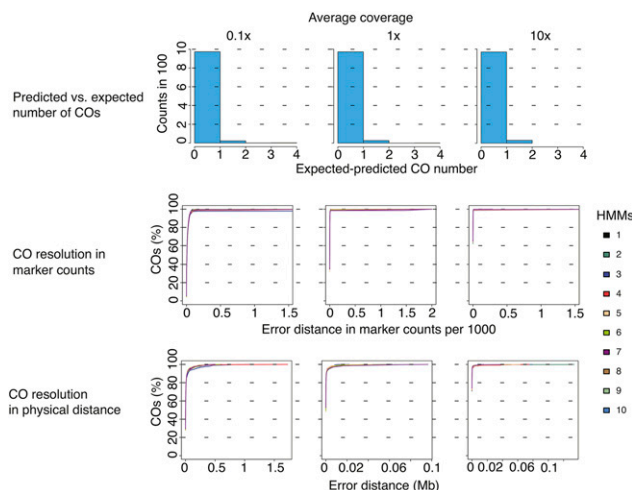 Average coverage
0.1x 1x 10x
Predicted vs. expected
number of COs
Counts in 100
0 2 4 6 8 10
0 1 2 3 4
0 1 2 3 4
0 1 2 3 4
Expected-predicted CO number
CO resolution in
marker counts
COs (%)
0 20 40 60 80 100
0 0.5 1 1.5
0 0.5 1 1.5 2
0 0.5 1 1.5
Error distance in marker counts per 1000
CO resolution
in physical distance
COs (%)
0 20 40 60 80 100
0 0.5 1 1.5
0 0.02 0.06 0.1
0 0.02 0.06 0.1
Error distance (Mb)
HMMs
1
2
3
4
5
6
7
8
9
10